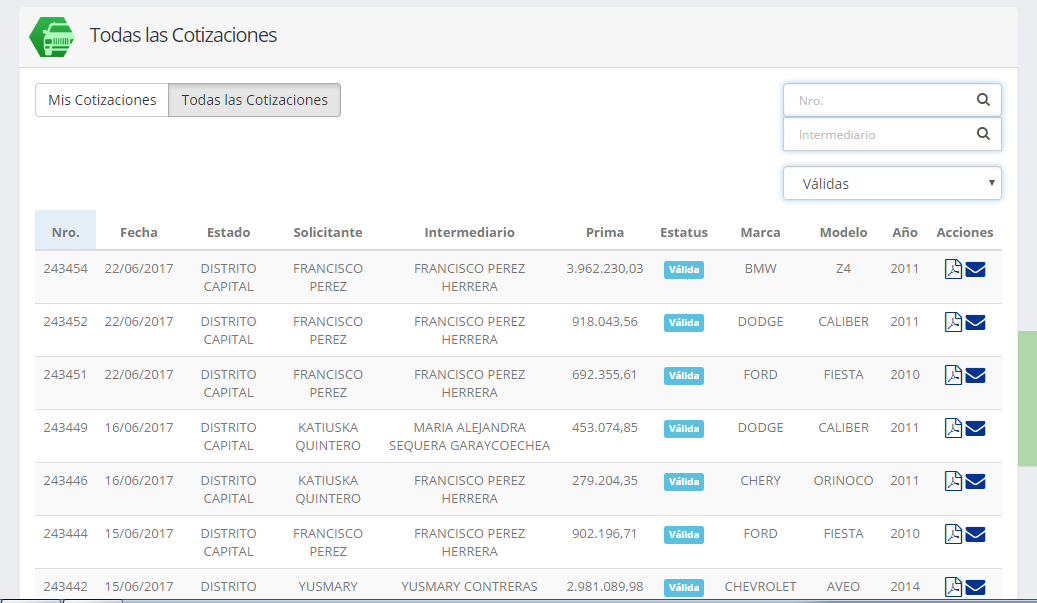 Todas las Cotizaciones
Mis Cotizaciones Todas las Cotizaciones
Nro.
Intermediario
Válidas
Nro. Fecha Estado Solicitante Intermediario Prima Estatus Marca Modelo Año Acciones
243454 22/06/2017 DISTRITO FRANCISCO FRANCISCO PEREZ 3.962.230,03 Válida BMW Z4 2011
CAPITAL PEREZ HERRERA
243452 22/06/2017 DISTRITO FRANCISCO FRANCISCO PEREZ 918.043,56 Válida DODGE CALIBER 2011
CAPITAL PEREZ HERRERA
243451 22/06/2017 DISTRITO FRANCISCO FRANCISCO PEREZ 692.355,61 Válida FORD FIESTA 2010
CAPITAL PEREZ HERRERA
243449 16/06/2017 DISTRITO KATIUSKA MARIA ALEJANDRA 453.074,85 Válida DODGE CALIBER 2011
CAPITAL QUINTERO SEQUERA GARAYCOECHEA
243446 16/06/2017 DISTRITO KATIUSKA FRANCISCO PEREZ 279.204,35 Válida CHERY ORINOCO 2011
CAPITAL QUINTERO HERRERA
243444 15/06/2017 DISTRITO FRANCISCO FRANCISCO PEREZ 902.196,71 Válida FORD FIESTA 2010
CAPITAL PEREZ HERRERA
243442 15/06/2017 DISTRITO YUSMARY YUSMARY CONTRERAS 2.981.089,98 Válida CHEVROLET AVEO 2014